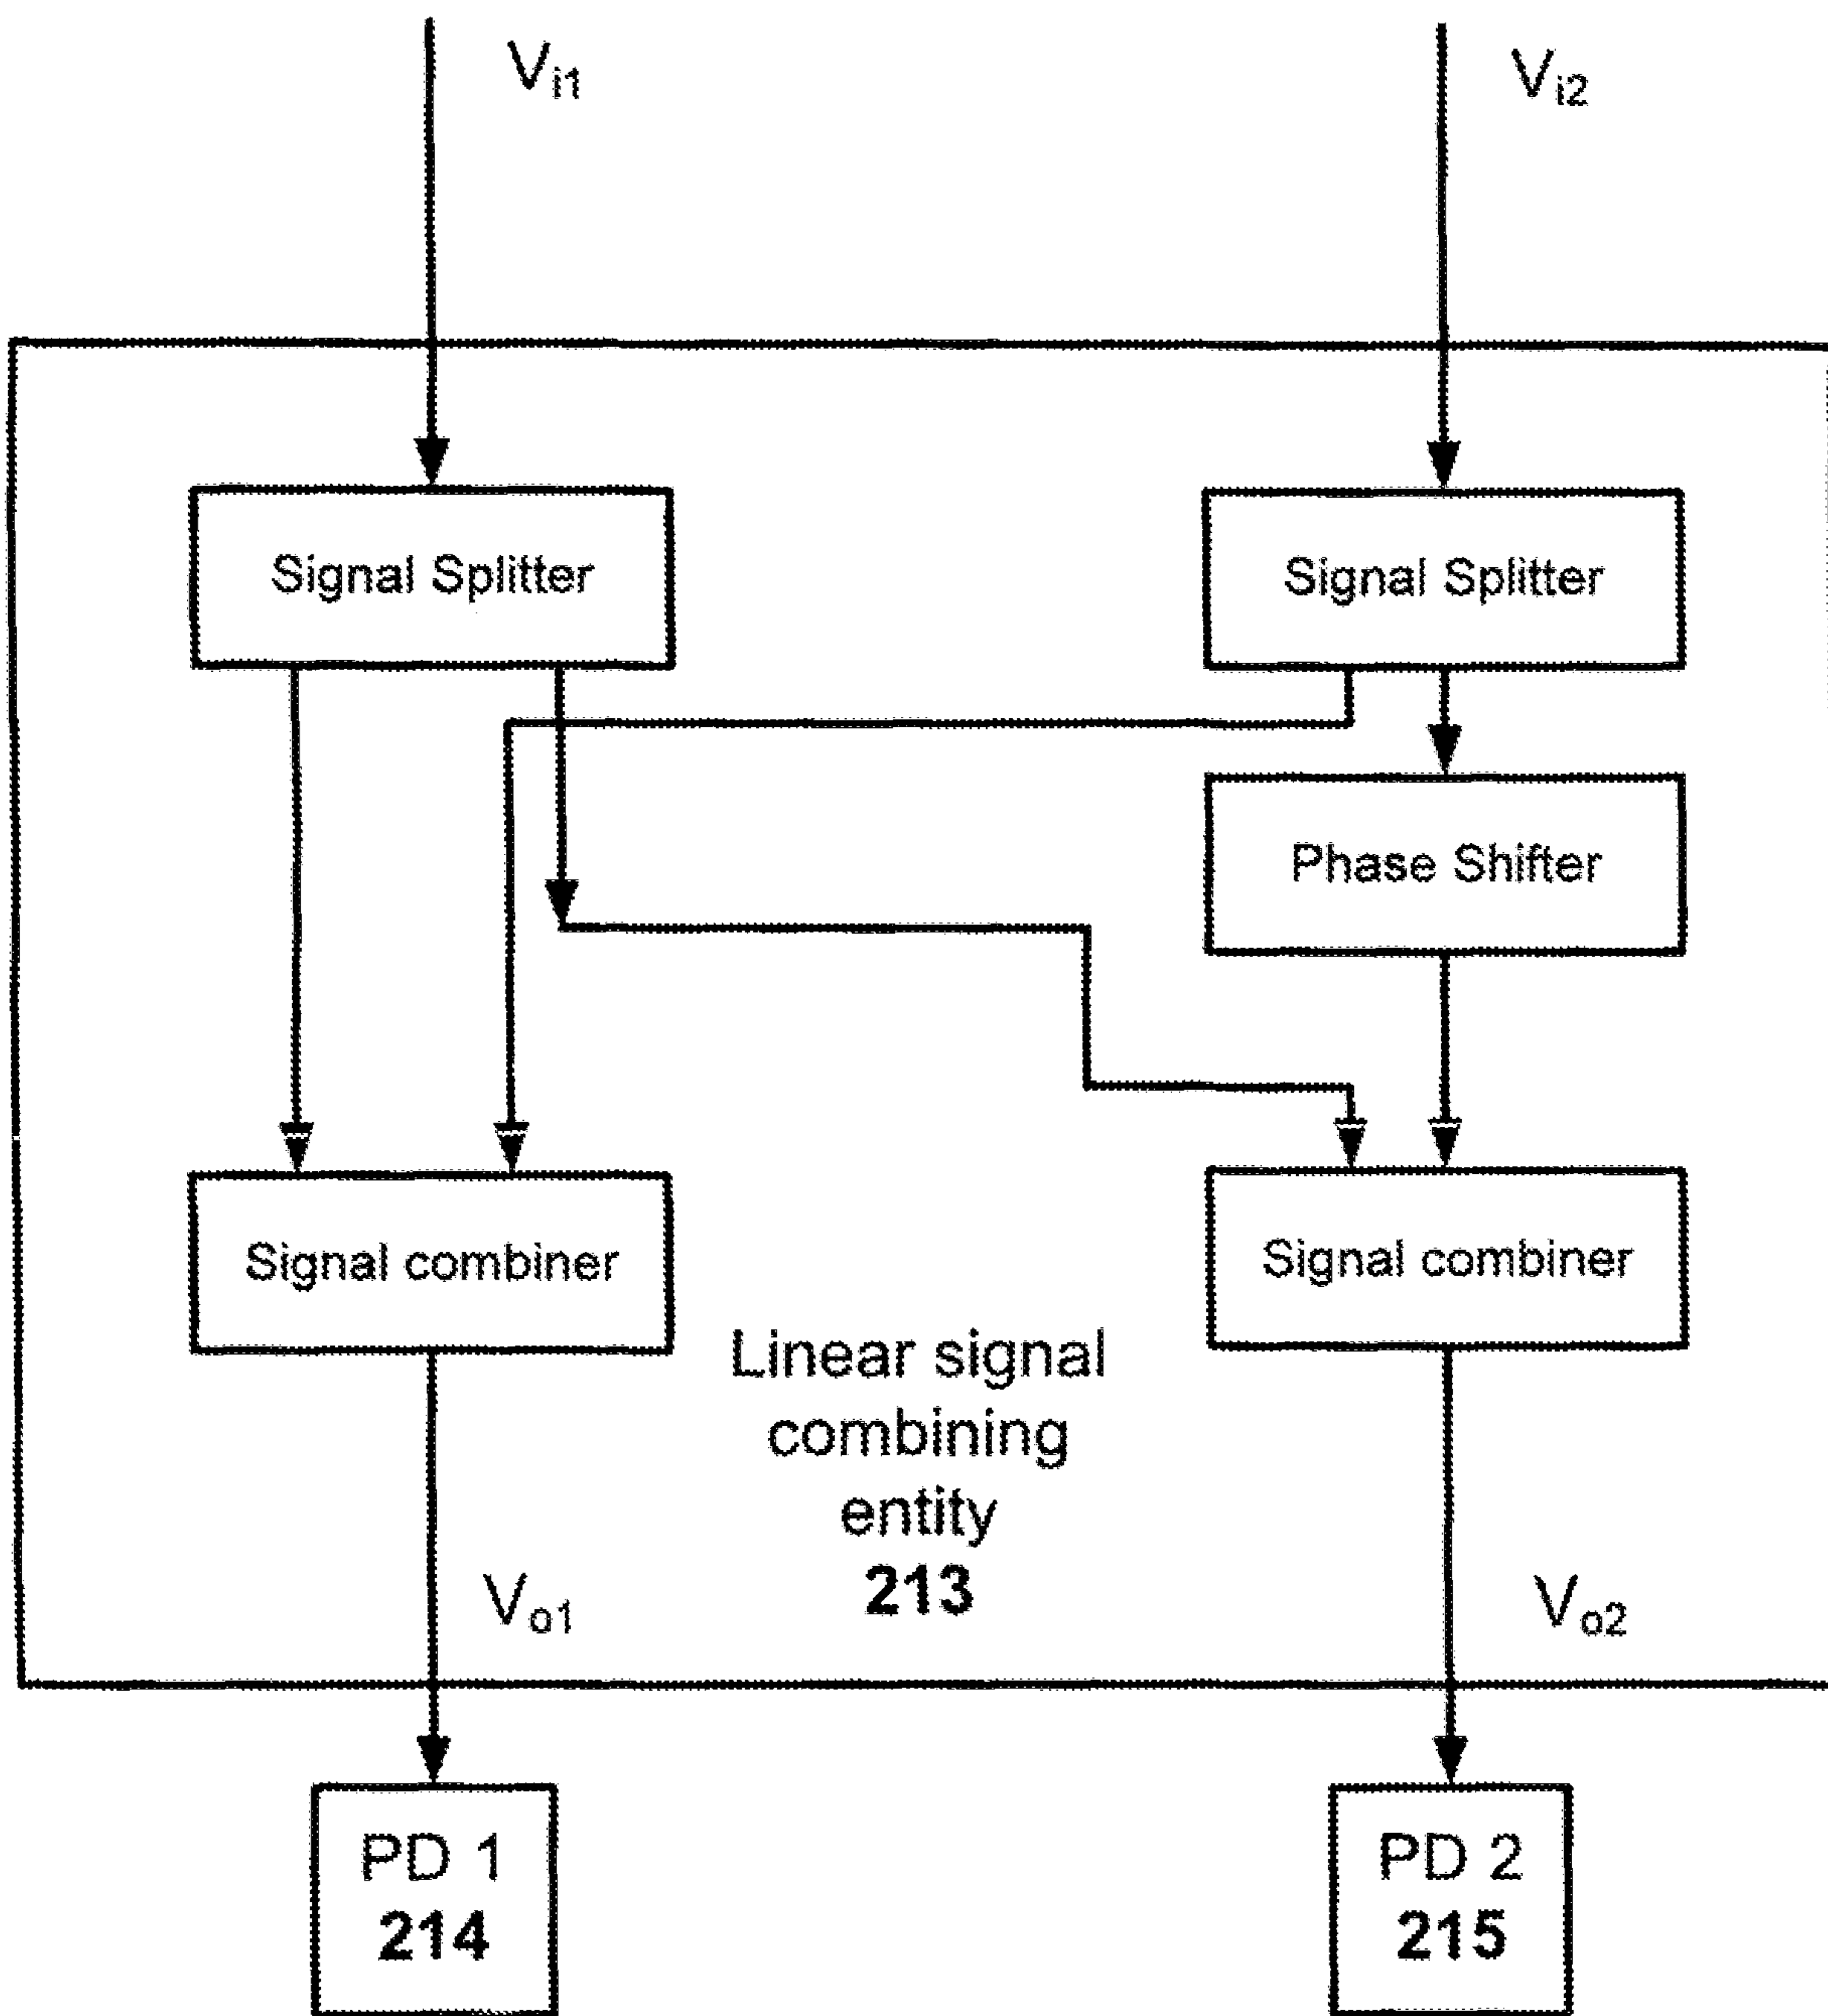 Vi1
Vi2
Signal Splitter
Signal Splitter
Phase Shifter
Signal combiner
Signal combiner
Linear signal
combining
entity
213
Vo1
Vo2
PD 1
214
PD 2
215